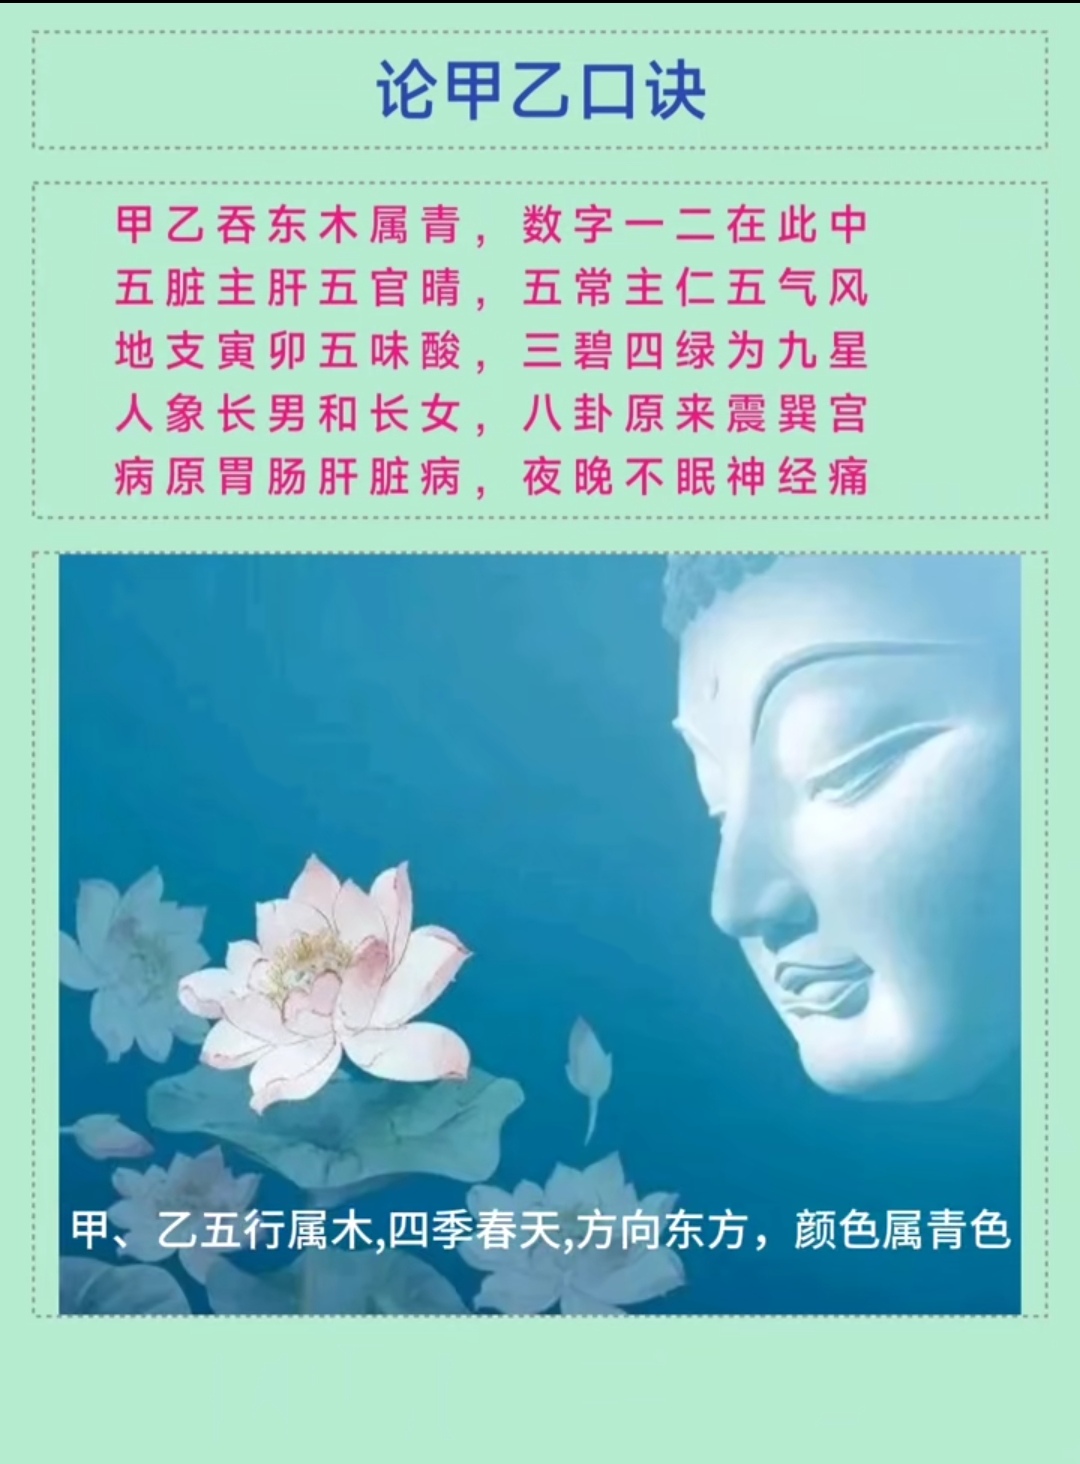 论甲乙口诀
甲乙吞东木属青，数字一二在此中
五脏主肝五官晴，五常主仁五气风
地支寅卯五味酸，三碧四绿为九星
人象长男和长女，八卦原来震巽宫
病原胃肠肝脏病，夜晚不眠神经痛
甲、乙五行属木,四季春天,方向东方，颜色属青色